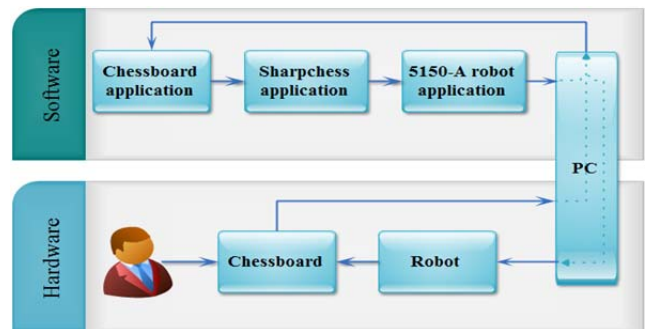 Software
Chessboard
application
Sharpchess
application
5150-A robot
application
PC
Hardware
Chessboard
Robot